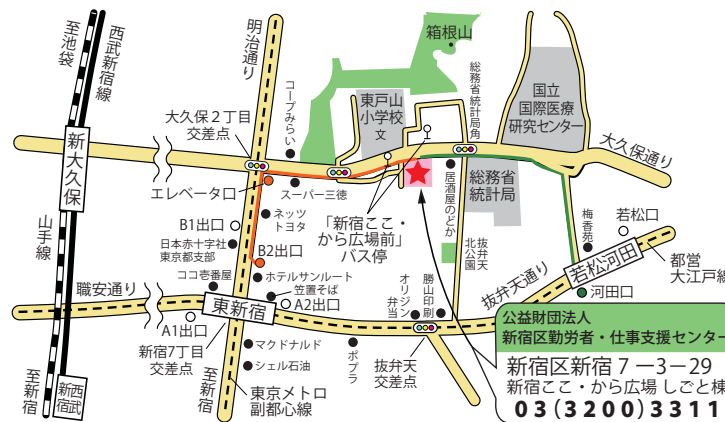 至池袋
西武新宿線
新大久保
山手線
至新宿
西武
新宿
明治通り
大久保2丁目
交差点
コープみらい
エレベータ口
スーパー三徳
B1出口
ネッツ
トヨタ
日本赤十字社
東京都支部
B2出口
ホテルサンルート
ココ壱番屋
笠置そば
職安通り
東新宿
A2出口
A1出口
新宿7丁目
交差点
マクドナルド
シェル石油
至新宿
東京メトロ
副都心線
箱根山
東戸山
小学校
文
総務省
統計局角
国立
国際医療
研究センター
大久保通り
居酒屋のどか
総務省
統計局
「新宿ここ・
から広場前」
バス停
抜弁天
北公園
梅香苑
若松口
若松河田
都営
大江戸線
河田口
抜弁天通り
オリジン
弁当
勝山印刷
ポプラ
抜弁天
交差点
公益財団法人
新宿区勤労者・仕事支援センター
新宿区新宿7ー3ー29
新宿ここ・から広場 しごと棟
03(3200)3311